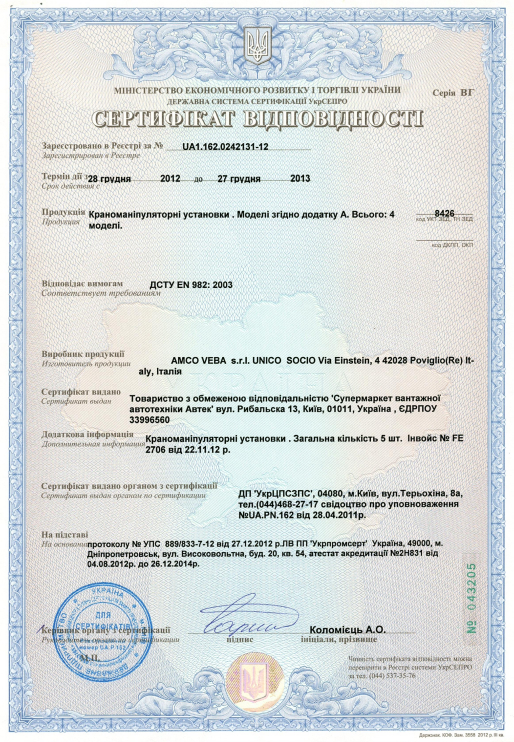 МІНІСТЕРСТВО ЕКОНОМІЧНОГО РОЗВИТКУ І ТОРГІВЛІ УКРАЇНИ
ДЕРЖАВНА СИСТЕМА СЕРТИФІКАЦІЇ УкрСЕПРО
Серія ВГ
СЕРТИФІКАТ ВІДПОВІДНОСТІ
Зареєстровано в Реєстрі за № UA1.162.0242131-12
Зарегистрирован в Реестре
Термін дії з 28 грудня 2012 до 27 грудня 2013
Срок действия с
Продукція Краноманіпуляторні установки . Моделі згідно додатку А. Всього: 4 8426
Продукция моделі. код УКТ ЗЕД, ТН ЗЕД
код ДКПП, ОКП
Відповідає вимогам ДСТУ EN 982: 2003
Соответствует требованиям
УКРАЇНА
Виробник продукції AMCO VEBA s.r.l. UNICO SOCIO Via Einstein, 4 42028 Poviglio(Re) It-
Изготовитель продукции aly, Італія
Сертифікат видано Товариство з обмеженою відповідальністю 'Супермаркет вантажної
Сертификат выдан автотехніки Автек' вул. Рибальска 13, Київ, 01011, Україна , ЄДРПОУ
33996560
Додаткова інформація Краноманіпуляторні установки . Загальна кількість 5 шт. Інвойс № FE
Дополнительная информация 2706 від 22.11.12 р.
Сертифікат видано органом з сертифікації ДП 'УкрЦПСЗПС', 04080, м.Київ, вул.Терьохіна, 8а,
Сертификат выдан органом по сертификации тел.(044)468-27-17 свідоцтво про уповноваження
№UA.PN.162 від 28.04.2011р.
На підставі
На основании протоколу № УПС 889/833-7-12 від 27.12.2012 р.ЛВ ПП "Укрпромсерт' Україна, 49000, м.
Дніпропетровськ, вул. Високовольтна, буд. 20, кв. 54, атестат акредитації №2Н831 від
04.08.2012р. до 26.12.2014р.
№ 043205
УКРАЇНА
ДЛЯ
СЕРТИФІКАТІВ
Керівник органу з сертифікації Коломієць А.О.
Руководитель органа по сертификации підпис ініціали, прізвище
М.П.
Чинність сертифіката відповідності можна
перевірити в Реєстрі системи УкрСЕПРО
за тел. (044) 537-35-76
Держзнак. КОФ. Зам. 5558 2012 р. III кв.